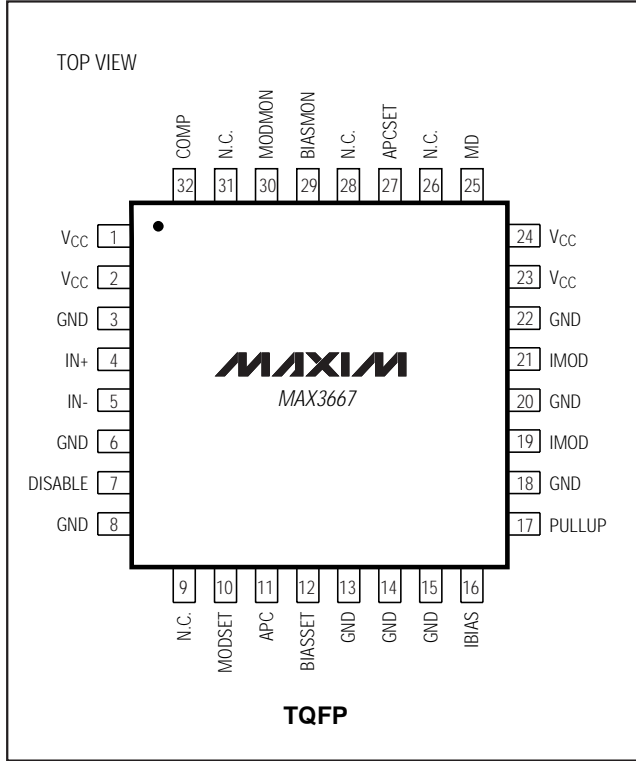 TOP VIEW
COMP
N.C.
MODMON
BIASMON
N.C.
APCSET
N.C.
MD
32 31 30 29 28 27 26 25
VCC 1
VCC 2
GND 3
IN+ 4
IN- 5
GND 6
DISABLE 7
GND 8
MAXIM
MAX3667
24 VCC
23 VCC
22 GND
21 IMOD
20 GND
19 IMOD
18 GND
17 PULLUP
9 10 11 12 13 14 15 16
N.C.
MODSET
APC
BIASSET
GND
GND
GND
IBIAS
TQFP